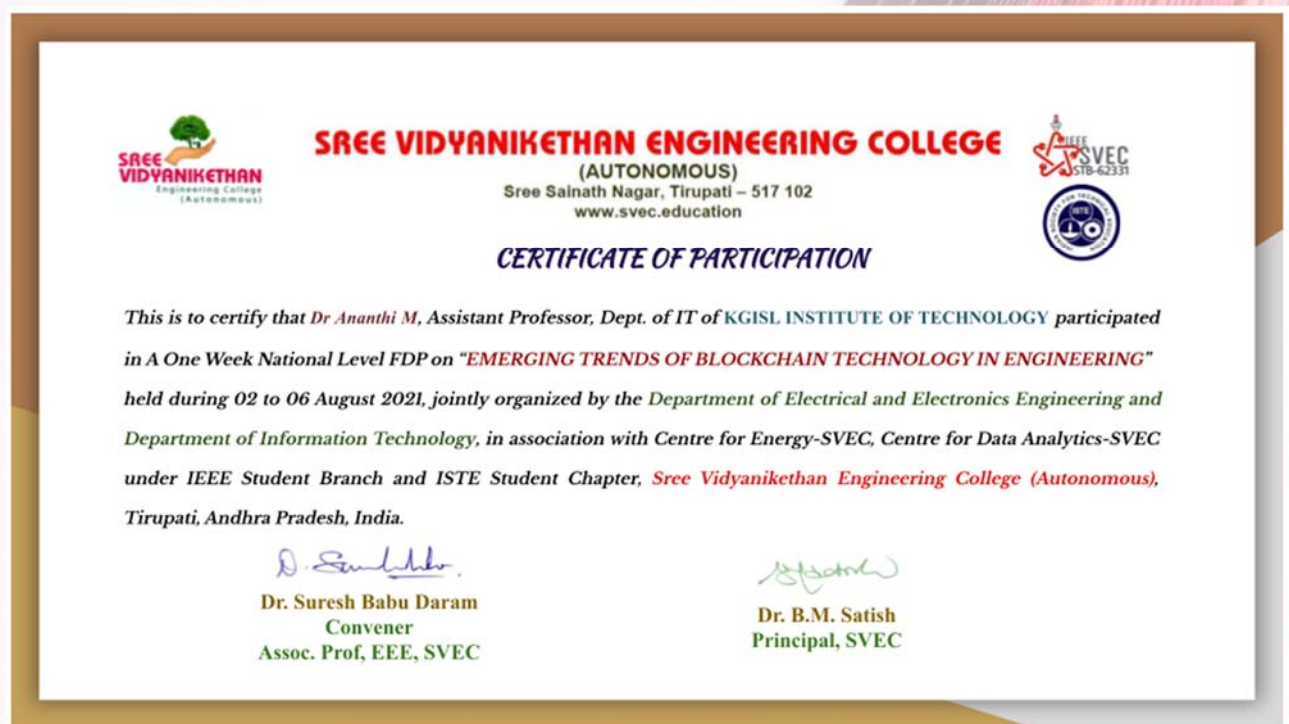 SREE
VIDYANIKETHAN
Engineering College
(Autonomous)
SREE VIDYANIKETHAN ENGINEERING COLLEGE
(AUTONOMOUS)
Sree Sainath Nagar, Tirupati – 517 102
www.svec.education
IEEE
SVEC
STB-62331
INDIAN SOCIETY FOR TECHNICAL EDUCATION
ISTE
CERTIFICATE OF PARTICIPATION
This is to certify that Dr Ananthi M, Assistant Professor, Dept. of IT of KGISL INSTITUTE OF TECHNOLOGY participated
in A One Week National Level FDP on “EMERGING TRENDS OF BLOCKCHAIN TECHNOLOGY IN ENGINEERING”
held during 02 to 06 August 2021, jointly organized by the Department of Electrical and Electronics Engineering and
Department of Information Technology, in association with Centre for Energy-SVEC, Centre for Data Analytics-SVEC
under IEEE Student Branch and ISTE Student Chapter, Sree Vidyanikethan Engineering College (Autonomous),
Tirupati, Andhra Pradesh, India.
Dr. Suresh Babu Daram
Convener
Assoc. Prof, EEE, SVEC
Dr. B.M. Satish
Principal, SVEC